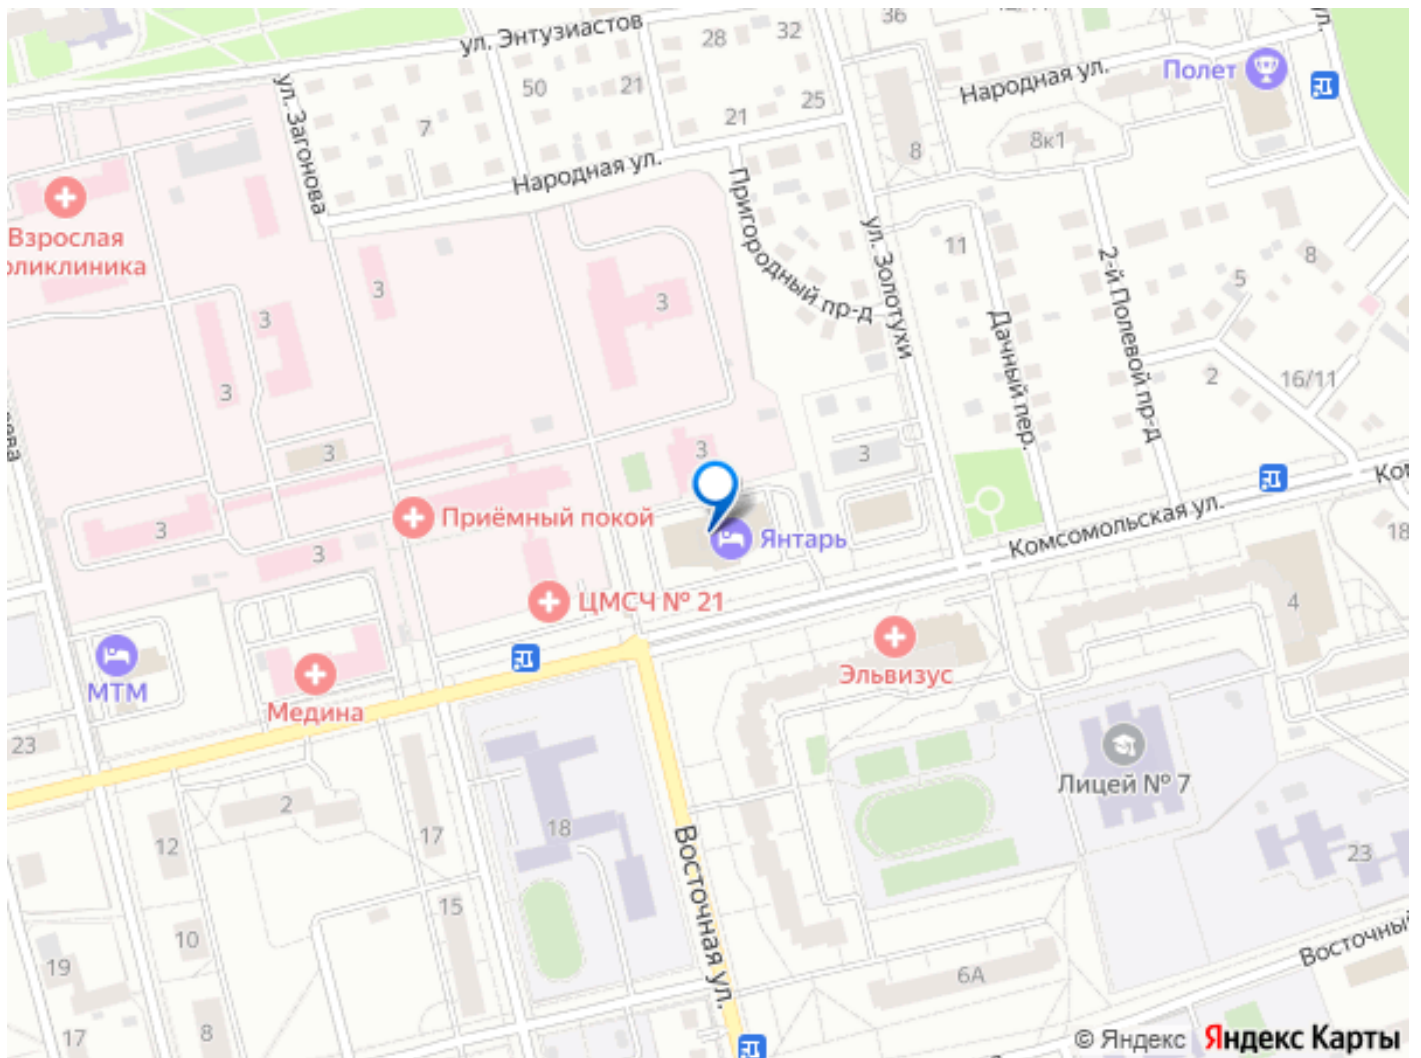 ул. Энтузиастов
36
28
32
Народная ул.
Полет
50
21
25
7
21
8
8к1
ул. Загонова
Народная ул.
Пригородный пр-д
ул. Золотухи
11
2-й Полевой пр-д
5
8
Взрослая
3
3
3
Дачный пер.
3
2
16/11
3
3
3
Приёмный покой
Янтарь
Комсомольская ул.
3
3
18
ЦМСЧ № 21
4
Эльвизус
МТМ
Медина
23
Лицей № 7
2
12
17
18
Восточная ул.
23
15
10
19
6А
Восточный
17
8
© Яндекс Яндекс Карты